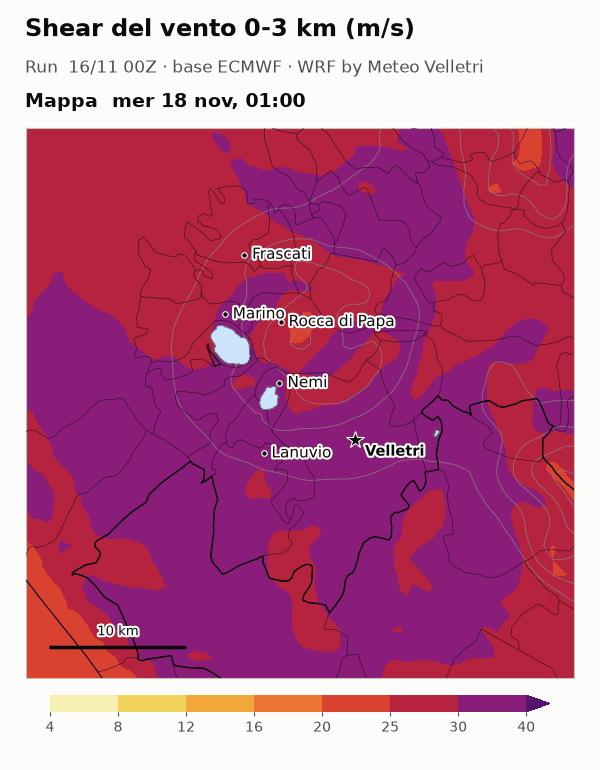 Shear del vento 0-3 km (m/s)
Run  16/11 00Z · base ECMWF · WRF by Meteo Velletri
Mappa  mer 18 nov, 01:00
Frascati
Marino
Rocca di Papa
Nemi
Velletri
Lanuvio
10 km
4 8 12 16 20 25 30 40